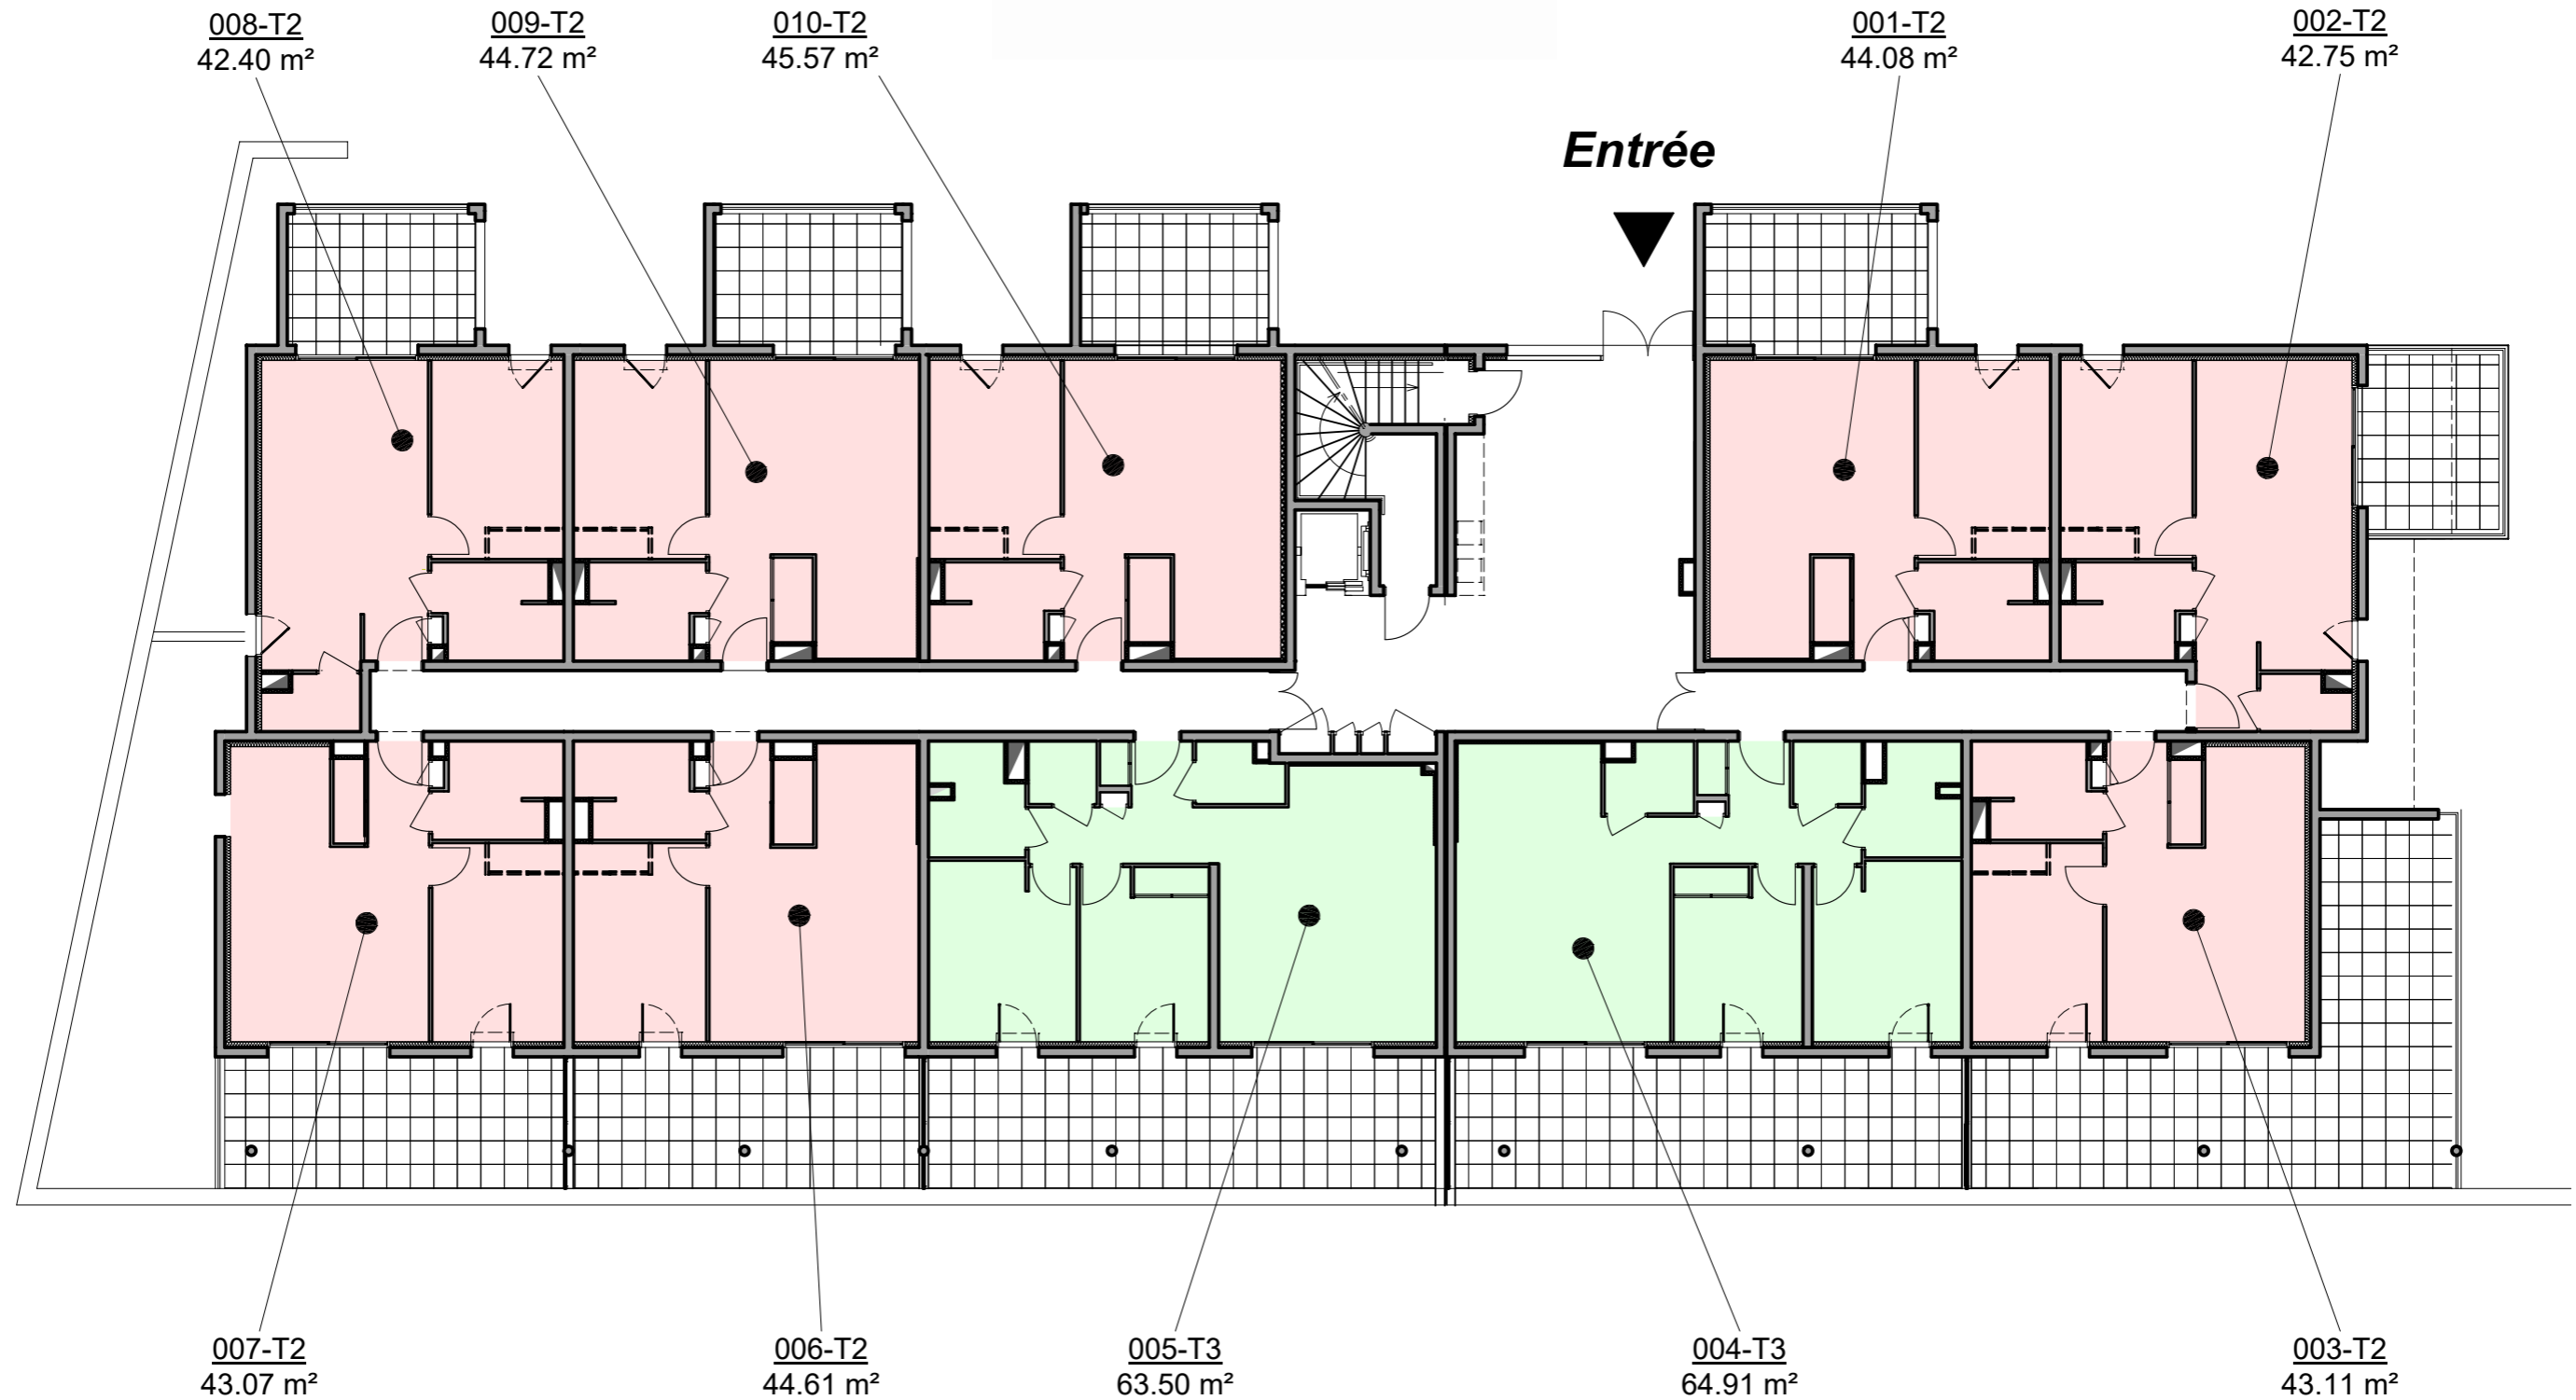 008-T2
42.40 m²
009-T2
44.72 m²
010-T2
45.57 m²
001-T2
44.08 m²
002-T2
42.75 m²
Entrée
007-T2
43.07 m²
006-T2
44.61 m²
005-T3
63.50 m²
004-T3
64.91 m²
003-T2
43.11 m²